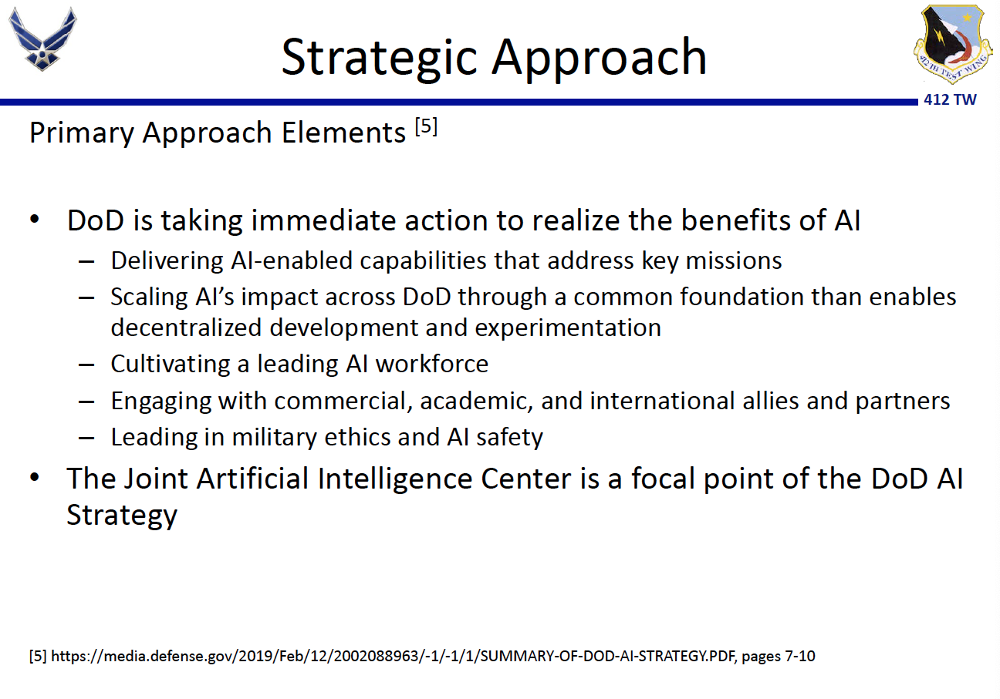 Strategic Approach
412 TH TEST WING
412 TW
Primary Approach Elements [5]
• DoD is taking immediate action to realize the benefits of AI
– Delivering AI-enabled capabilities that address key missions
– Scaling AI’s impact across DoD through a common foundation than enables
decentralized development and experimentation
– Cultivating a leading AI workforce
– Engaging with commercial, academic, and international allies and partners
– Leading in military ethics and AI safety
• The Joint Artificial Intelligence Center is a focal point of the DoD AI
Strategy
[5] https://media.defense.gov/2019/Feb/12/2002088963/-1/-1/1/SUMMARY-OF-DOD-AI-STRATEGY.PDF, pages 7-10